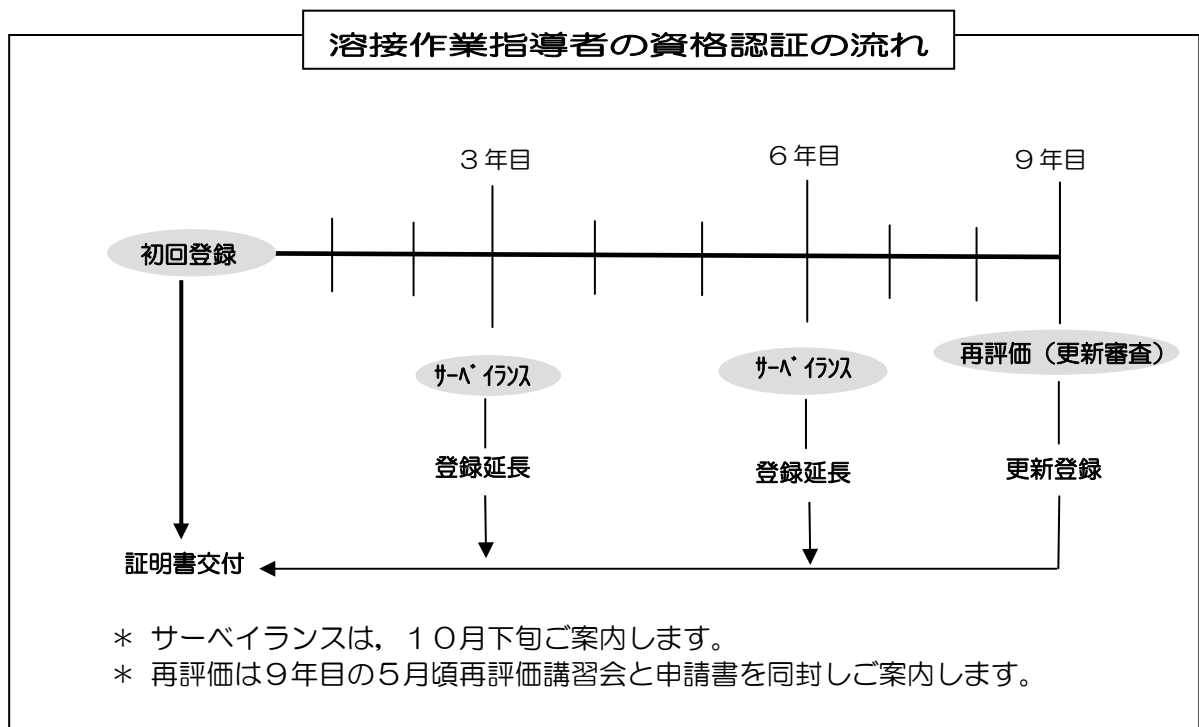 溶接作業指導者の資格認証の流れ
３年目
６年目
９年目
初回登録
サーベイランス
サーベイランス
再評価（更新審査）
登録延長
登録延長
更新登録
証明書交付
＊ サーベイランスは，１０月下旬ご案内します。
＊ 再評価は９年目の５月頃再評価講習会と申請書を同封しご案内します。